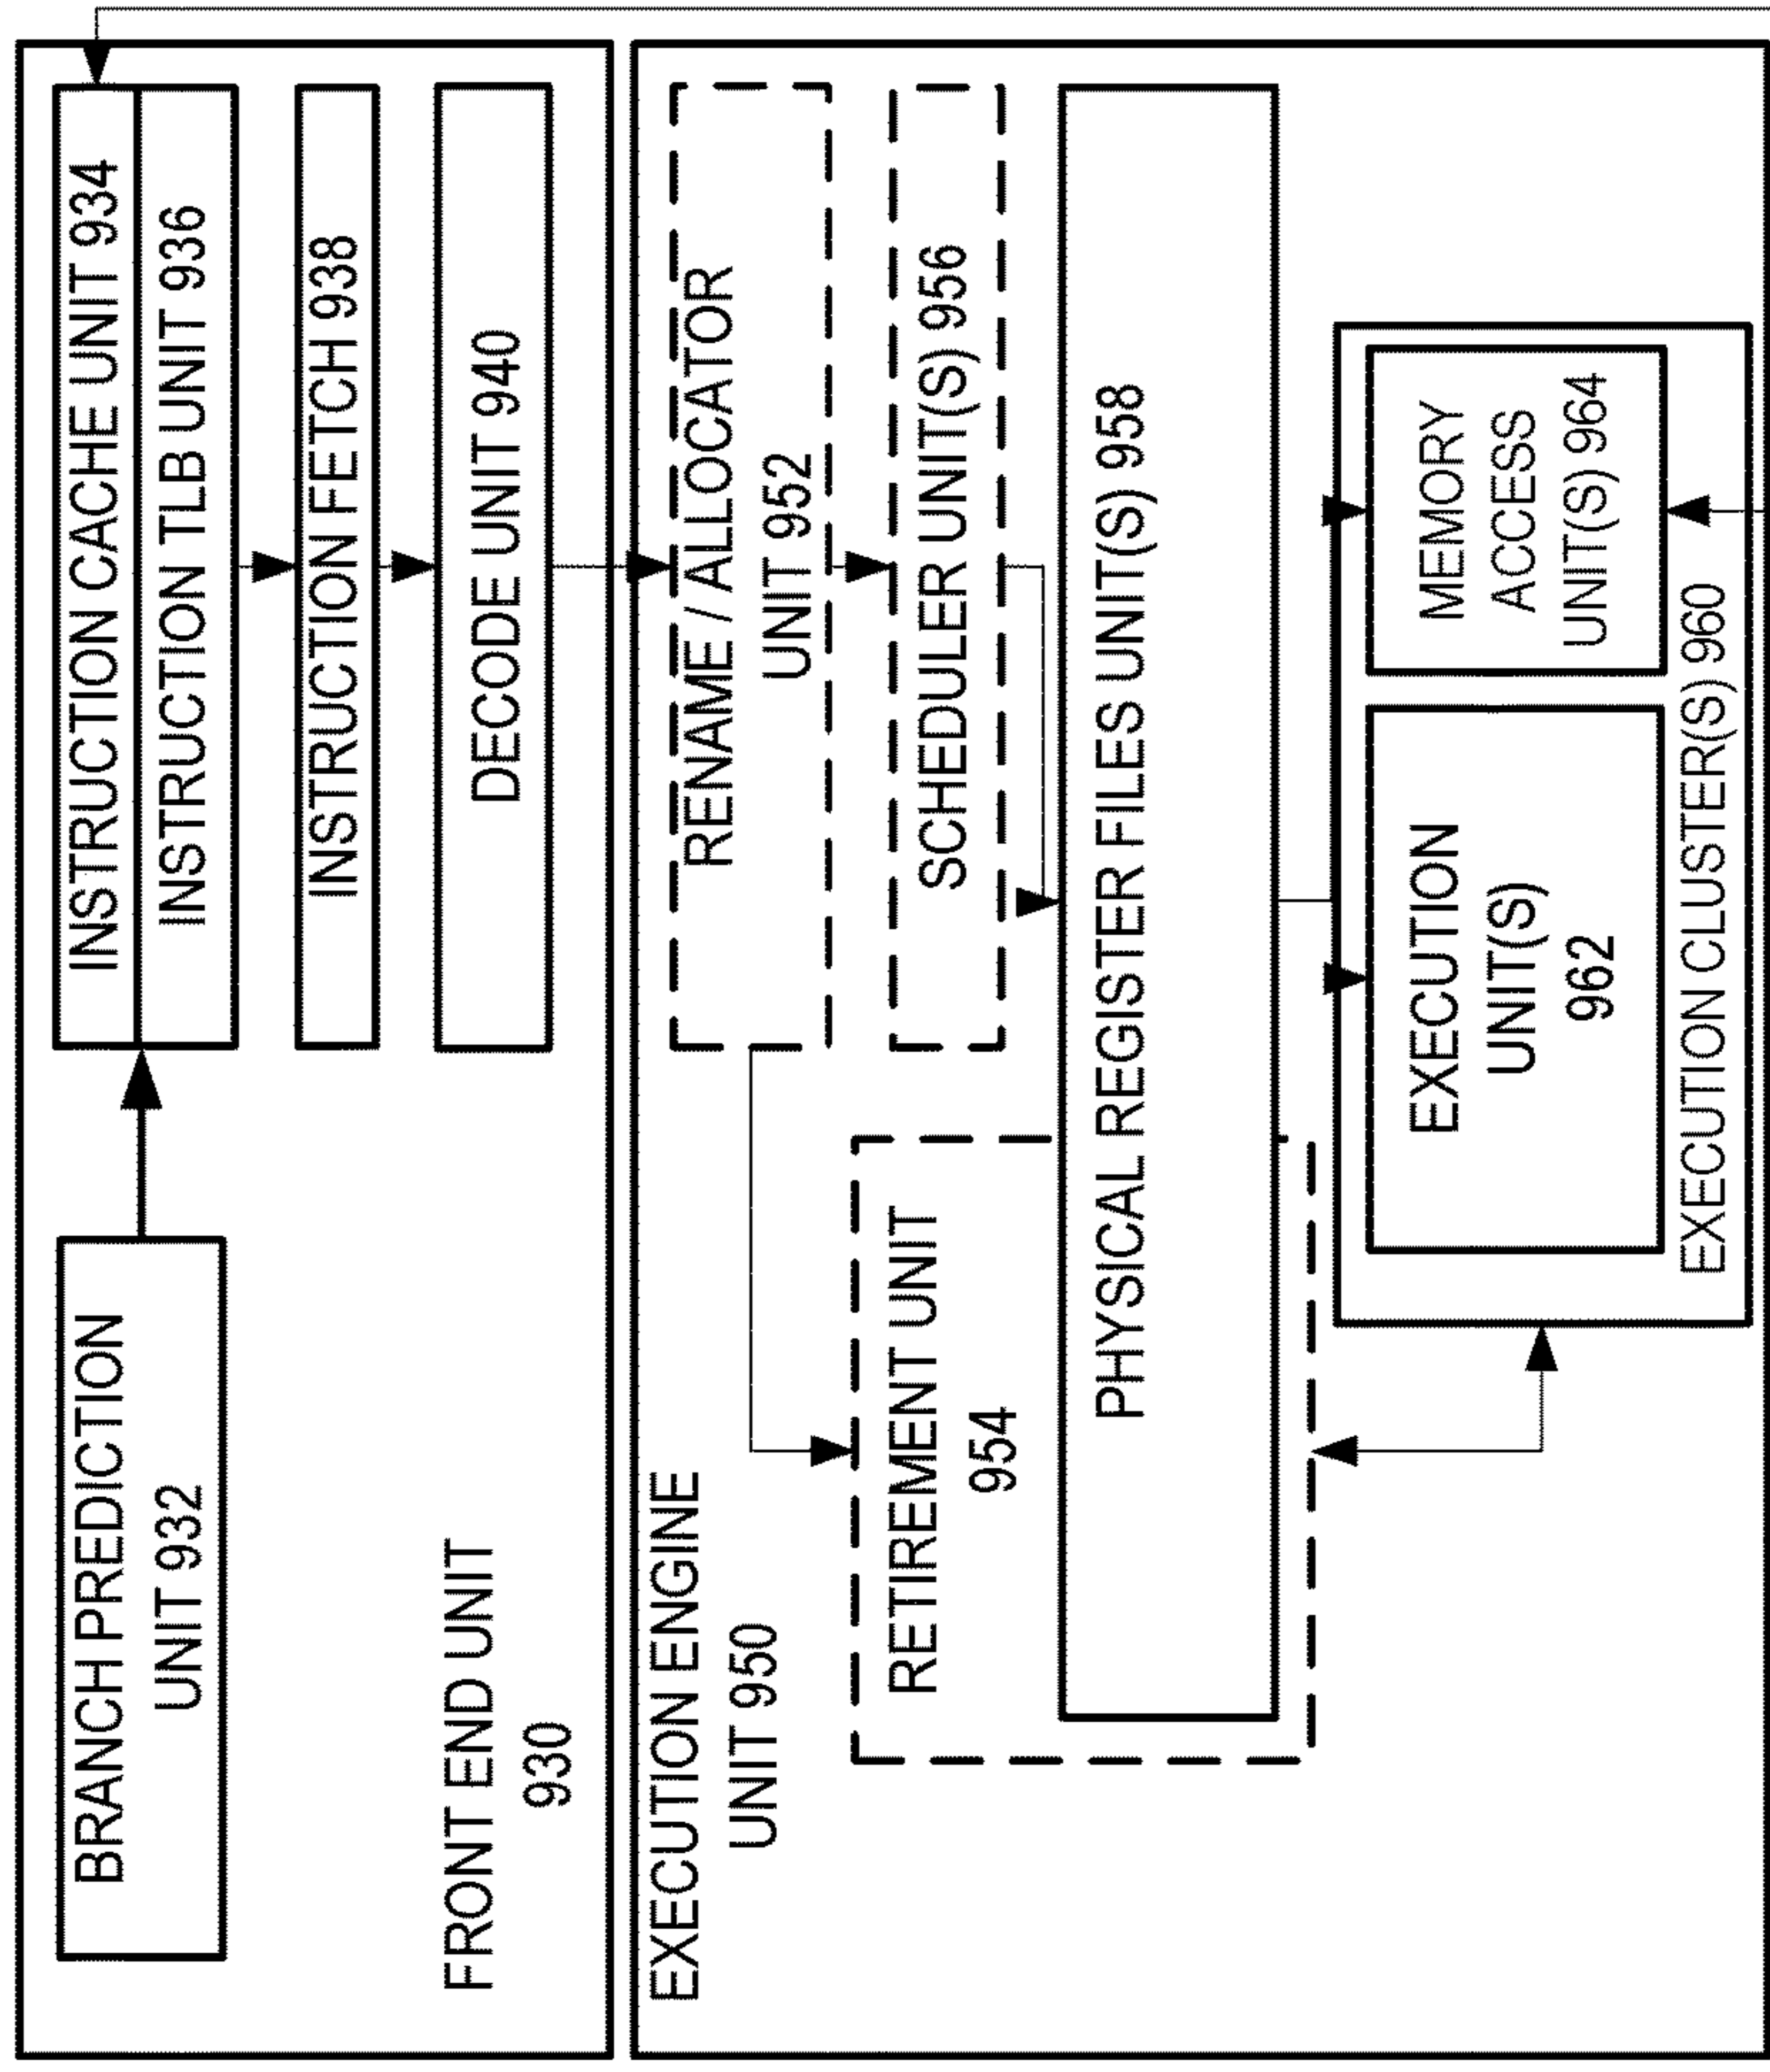 BRANCH PREDICTION
UNIT 932
INSTRUCTION CACHE UNIT 934
INSTRUCTION TLB UNIT 936
INSTRUCTION FETCH 938
DECODE UNIT 940
FRONT END UNIT
930
EXECUTION ENGINE
UNIT 950
RENAME / ALLOCATOR
UNIT 952
RETIREMENT UNIT
954
SCHEDULER UNIT(S) 956
PHYSICAL REGISTER FILES UNIT(S) 958
EXECUTION
UNIT(S)
962
MEMORY
ACCESS
UNIT(S) 964
EXECUTION CLUSTER(S) 960